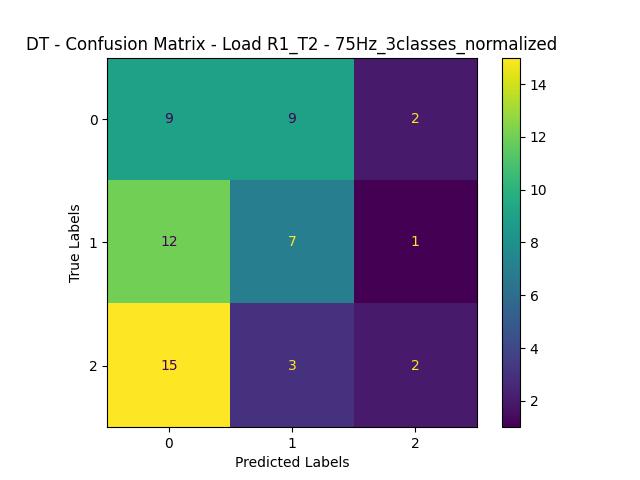 DT - Confusion Matrix - Load R1_T2 - 75Hz_3classes_normalized
True Labels
0 9 9 2
1 12 7 1
2 15 3 2
0 1 2
Predicted Labels
14
12
10
8
6
4
2